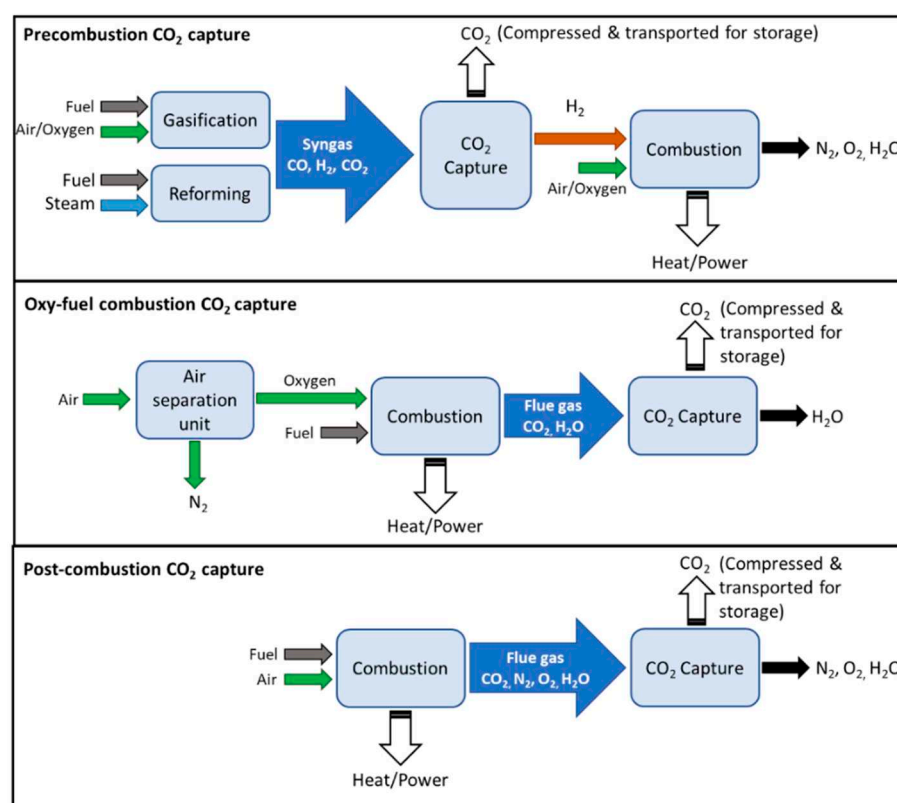 Precombustion CO₂ capture
CO₂ (Compressed & transported for storage)
Fuel
Air/Oxygen
Gasification
Fuel
Steam
Reforming
Syngas
CO, H₂, CO₂
CO₂
Capture
H₂
Air/Oxygen
Combustion
N₂, O₂, H₂O
Heat/Power
Oxy-fuel combustion CO₂ capture
CO₂ (Compressed &
transported for
storage)
Air
Air
separation
unit
Oxygen
Fuel
Combustion
Flue gas
CO₂, H₂O
CO₂ Capture
H₂O
N₂
Heat/Power
Post-combustion CO₂ capture
CO₂ (Compressed &
transported for
storage)
Fuel
Air
Combustion
Flue gas
CO₂, N₂, O₂, H₂O
CO₂ Capture
N₂, O₂, H₂O
Heat/Power